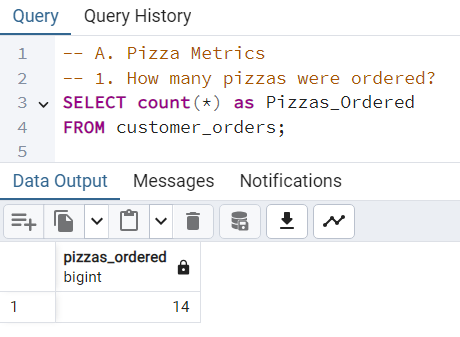 Query Query History
1 -- A. Pizza Metrics
2 -- 1. How many pizzas were ordered?
3 SELECT count(*) as Pizzas_Ordered
4 FROM customer_orders;
5
Data Output Messages Notifications
pizzas_ordered
bigint
1 14